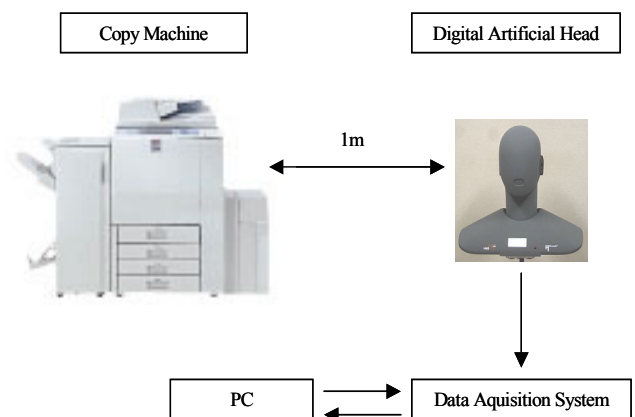 Copy Machine
Digital Artificial Head
1m
PC
Data Aquisition System